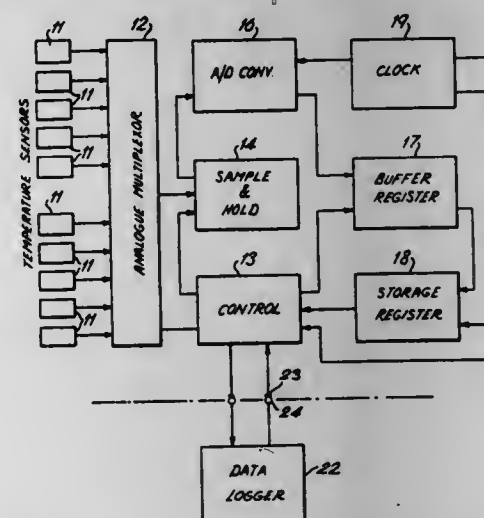 11
12
16
19
A/D CONV.
CLOCK
TEMPERATURE SENSORS
11
11
ANALOGUE MULTIPLEXOR
14
SAMPLE
&
HOLD
17
BUFFER
REGISTER
11
11
11
13
CONTROL
18
STORAGE
REGISTER
23
24
DATA
LOGGER
22